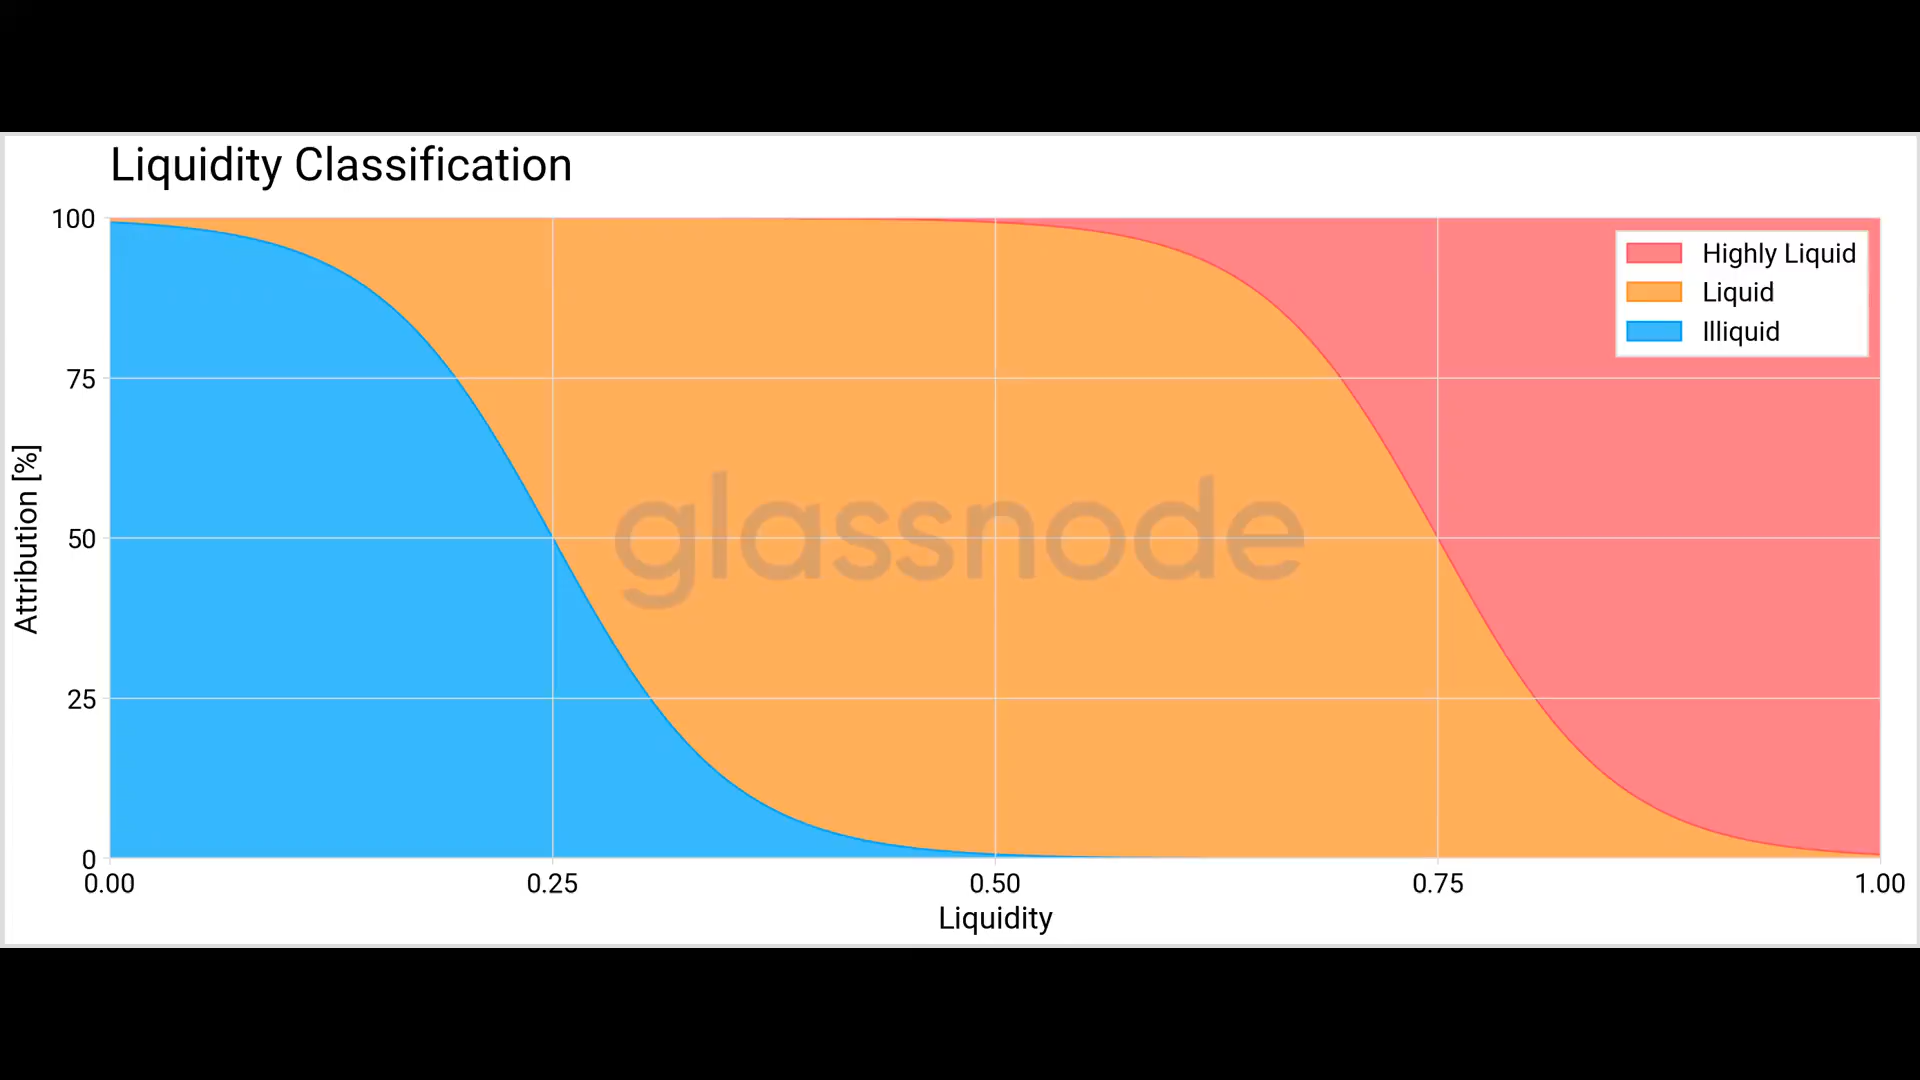 Liquidity Classification
100
75
50
25
0
Attribution [%]
Highly Liquid
Liquid
Illiquid
glassnode
0.00 0.25 0.50 0.75 1.00
Liquidity